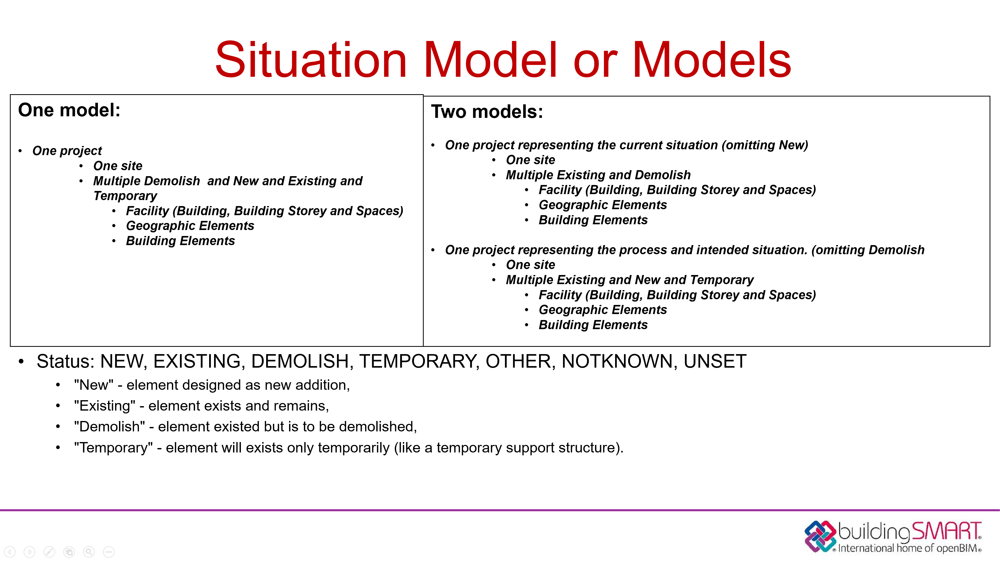 Situation Model or Models
One model:
• One project
• One site
• Multiple Demolish  and New and Existing and
Temporary
• Facility (Building, Building Storey and Spaces)
• Geographic Elements
• Building Elements
Two models:
• One project representing the current situation (omitting New)
• One site
• Multiple Existing and Demolish
• Facility (Building, Building Storey and Spaces)
• Geographic Elements
• Building Elements
• One project representing the process and intended situation. (omitting Demolish
• One site
• Multiple Existing and New and Temporary
• Facility (Building, Building Storey and Spaces)
• Geographic Elements
• Building Elements
• Status: NEW, EXISTING, DEMOLISH, TEMPORARY, OTHER, NOTKNOWN, UNSET
• "New" - element designed as new addition,
• "Existing" - element exists and remains,
• "Demolish" - element existed but is to be demolished,
• "Temporary" - element will exists only temporarily (like a temporary support structure).
buildingSMART®
® International home of openBIM®